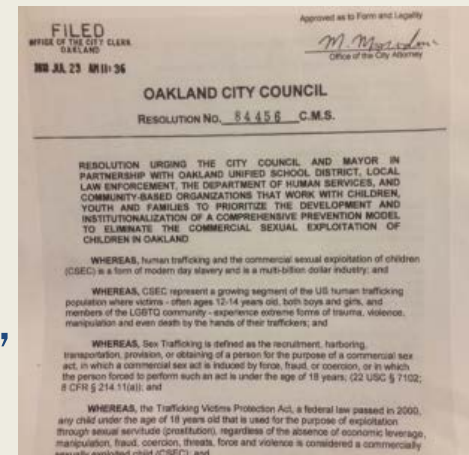 FILED
OFFICE OF THE CITY CLERK
OAKLAND
JUL 23 AM 11:36
Approved as to Form and Legality
Office of the City Attorney
OAKLAND CITY COUNCIL
RESOLUTION NO. 84456 C.M.S.
RESOLUTION URGING THE CITY COUNCIL AND MAYOR IN
PARTNERSHIP WITH OAKLAND UNIFIED SCHOOL DISTRICT, LOCAL
LAW ENFORCEMENT, THE DEPARTMENT OF HUMAN SERVICES, AND
COMMUNITY-BASED ORGANIZATIONS THAT WORK WITH CHILDREN,
YOUTH AND FAMILIES TO PRIORITIZE THE DEVELOPMENT AND
INSTITUTIONALIZATION OF A COMPREHENSIVE PREVENTION MODEL
TO ELIMINATE THE COMMERCIAL SEXUAL EXPLOITATION OF
CHILDREN IN OAKLAND
WHEREAS, human trafficking and the commercial sexual exploitation of children
(CSEC) is a form of modern day slavery and is a multi-billion dollar industry; and
WHEREAS, CSEC represent a growing segment of the US human trafficking
population where victims - often ages 12-14 years old, both boys and girls, and
members of the LGBTQ community - experience extreme forms of trauma, violence,
manipulation and even death by the hands of their traffickers; and
WHEREAS, Sex Trafficking is defined as the recruitment, harboring,
transportation, provision, or obtaining of a person for the purpose of a commercial sex
act, in which a commercial sex act is induced by force, fraud, or coercion, or in which
the person forced to perform such an act is under the age of 18 years; (22 USC § 7102;
8 CFR § 214.11(a)); and
WHEREAS, the Trafficking Victims Protection Act, a federal law passed in 2000,
any child under the age of 18 years old that is used for the purpose of exploitation
through sexual servitude (prostitution), regardless of the absence of economic leverage,
manipulation, fraud, coercion, threats, force and violence is considered a commercially
sexually exploited child (CSEC); and